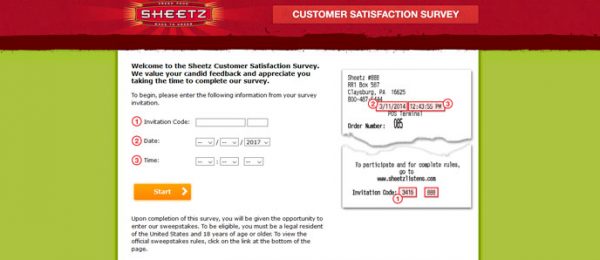 FRESH FOOD
SHEETZ
MADE TO ORDER
CUSTOMER SATISFACTION SURVEY
Welcome to the Sheetz Customer Satisfaction Survey.
We value your candid feedback and appreciate you
taking the time to complete our survey.
To begin, please enter the following information from your survey
invitation.
1 Invitation Code:
2 Date: -- / -- / 2017
3 Time: -- : -- --
Start
Upon completion of this survey, you will be given the opportunity to
enter our sweepstakes. To be eligible, you must be a legal resident
of the United States and 18 years of age or older. To view the
official sweepstakes rules, click on the link at the bottom of the
page.
Sheetz #888
RR1 Box 587
Claysburg, PA 16625
2 3/11/2014 12:43:55 PM 3
POS Terminal
Order Number: 085
To participate and for complete rules,
go to
www.sheetzlistens.com
Invitation Code: 3416 888
1